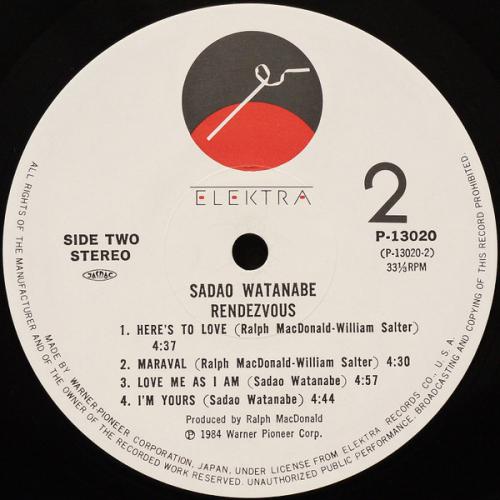 ELEKTRA
2
SIDE TWO
STEREO
JASRAC
P-13020
(P-13020-2)
33⅓RPM
SADAO WATANABE
RENDEZVOUS
1. HERE'S TO LOVE (Ralph MacDonald-William Salter)
4:37
2. MARAVAL (Ralph MacDonald-William Salter) 4:30
3. LOVE ME AS I AM (Sadao Watanabe) 4:57
4. I'M YOURS (Sadao Watanabe) 4:44
Produced by Ralph MacDonald
Ⓟ 1984 Warner Pioneer Corp.
ALL RIGHTS OF THE MANUFACTURER AND OF THE OWNER OF THE RECORDED WORK RESERVED. UNAUTHORIZED PUBLIC PERFORMANCE, BROADCASTING AND COPYING OF THIS RECORD PROHIBITED.
MADE BY WARNER-PIONEER CORPORATION, JAPAN, UNDER LICENSE FROM ELEKTRA RECORDS CO., U.S.A.